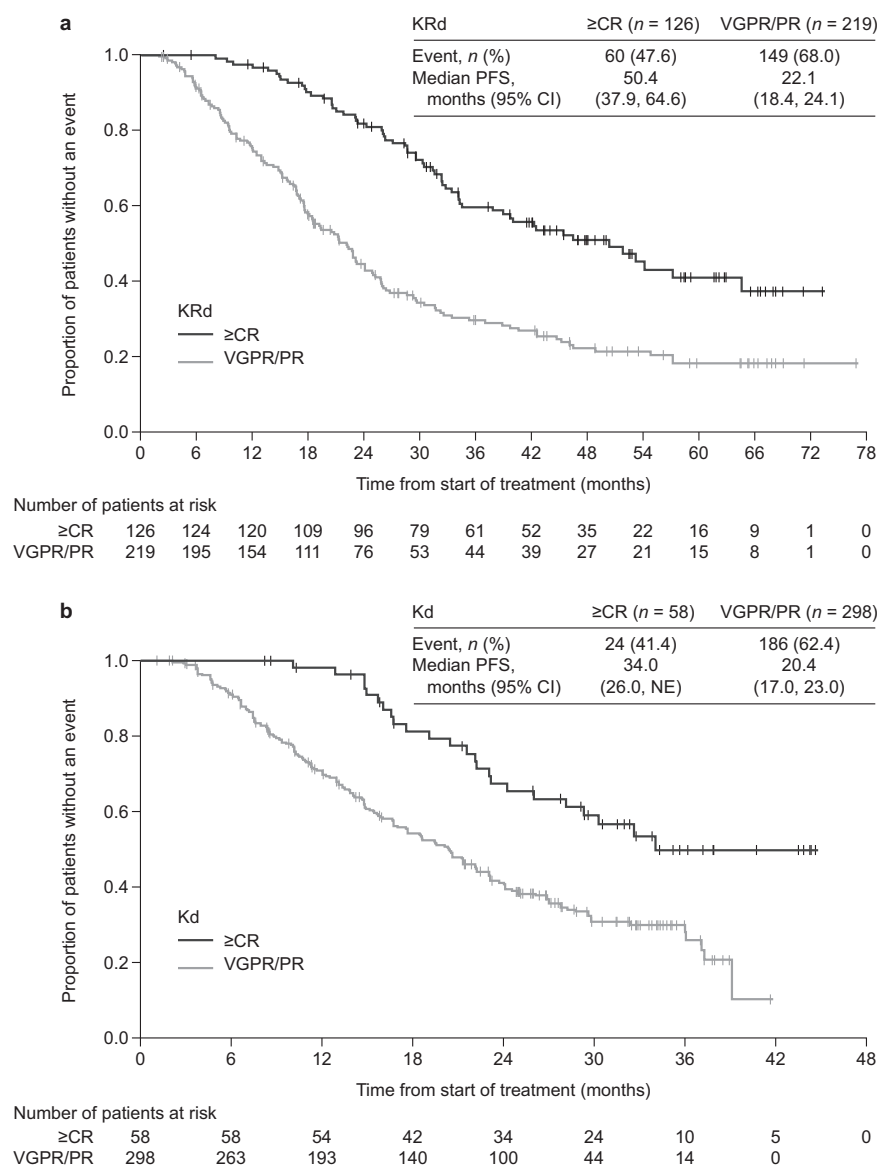 a
KRd ≥CR (n = 126) VGPR/PR (n = 219)
Event, n (%) 60 (47.6) 149 (68.0)
Median PFS, 50.4 22.1
months (95% CI) (37.9, 64.6) (18.4, 24.1)
Proportion of patients without an event
1.0
0.8
0.6
0.4
0.2
0.0
KRd
≥CR
VGPR/PR
0 6 12 18 24 30 36 42 48 54 60 66 72 78
Time from start of treatment (months)
Number of patients at risk
≥CR 126 124 120 109 96 79 61 52 35 22 16 9 1 0
VGPR/PR 219 195 154 111 76 53 44 39 27 21 15 8 1 0
b
Kd ≥CR (n = 58) VGPR/PR (n = 298)
Event, n (%) 24 (41.4) 186 (62.4)
Median PFS, 34.0 20.4
months (95% CI) (26.0, NE) (17.0, 23.0)
Proportion of patients without an event
1.0
0.8
0.6
0.4
0.2
0.0
Kd
≥CR
VGPR/PR
0 6 12 18 24 30 36 42 48
Time from start of treatment (months)
Number of patients at risk
≥CR 58 58 54 42 34 24 10 5 0
VGPR/PR 298 263 193 140 100 44 14 0